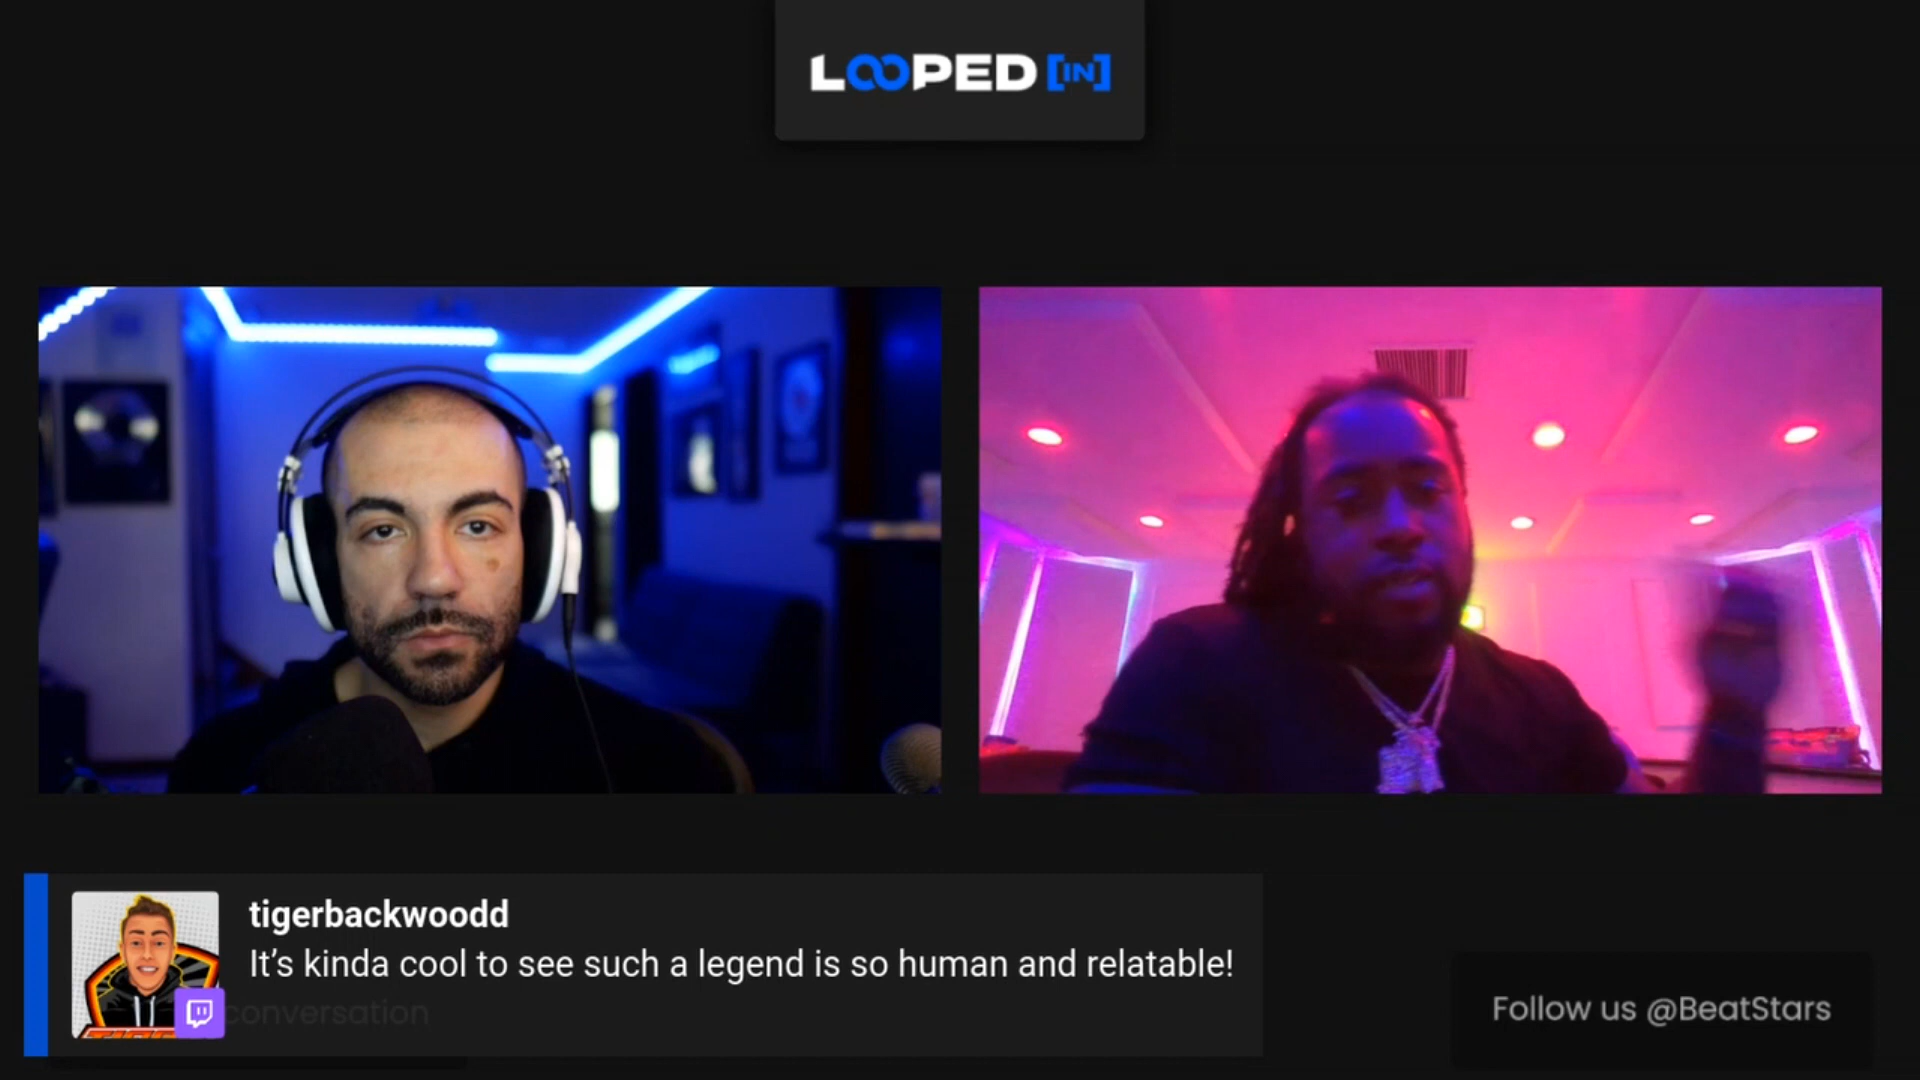 LOOPED [IN]
tigerbackwoodd
It’s kinda cool to see such a legend is so human and relatable!
conversation
Follow us @BeatStars